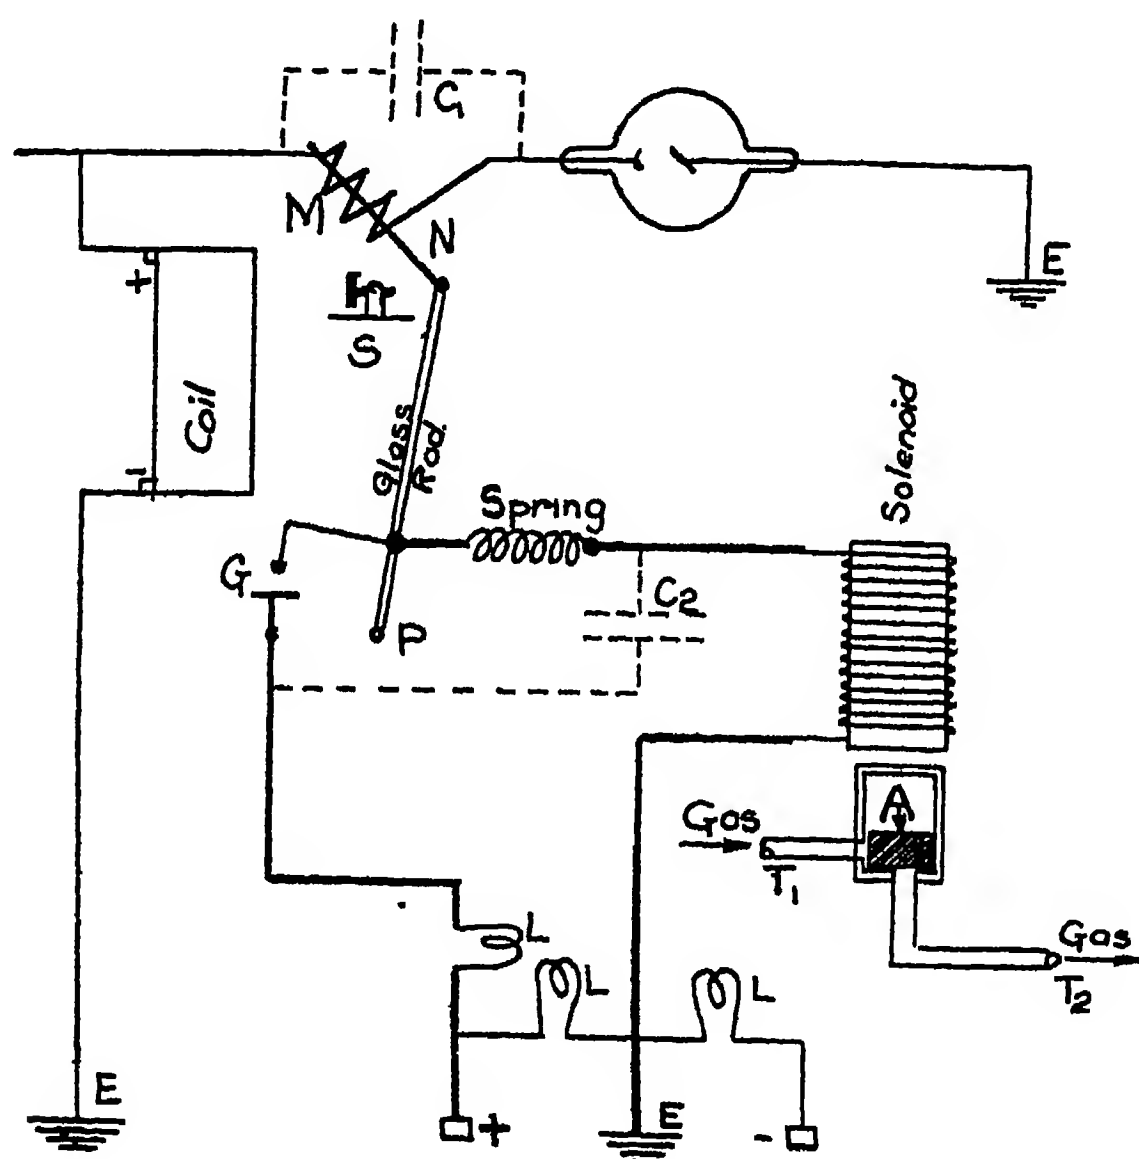 C1
M
N
E
+
S
Coil
Glass
Rod.
Solenoid
-
Spring
G
C2
P
A
Gas
T1
L
Gas
L
L
T2
E
E
+
-